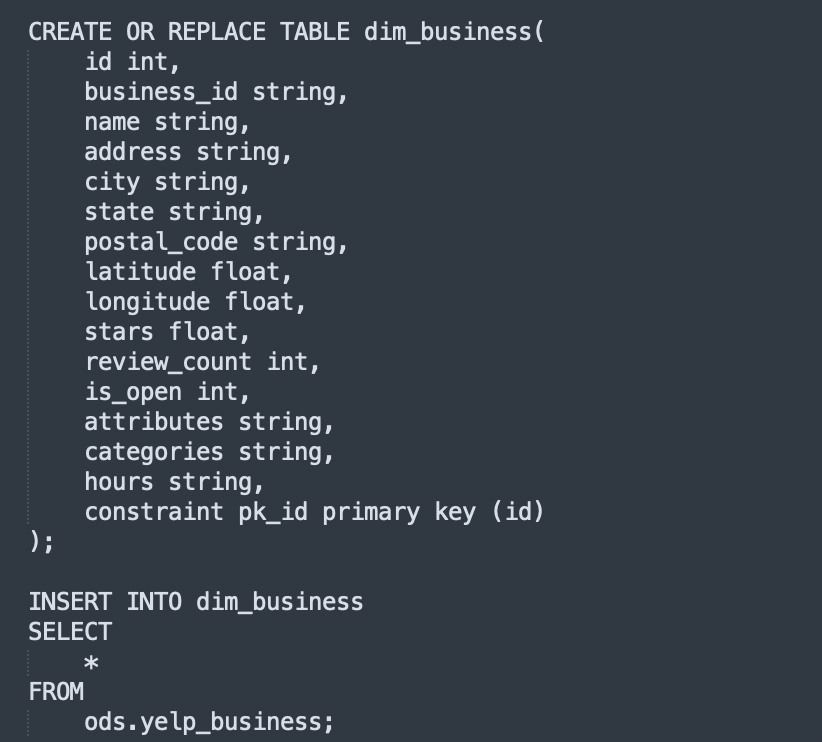 CREATE OR REPLACE TABLE dim_business(
    id int,
    business_id string,
    name string,
    address string,
    city string,
    state string,
    postal_code string,
    latitude float,
    longitude float,
    stars float,
    review_count int,
    is_open int,
    attributes string,
    categories string,
    hours string,
    constraint pk_id primary key (id)
);

INSERT INTO dim_business
SELECT
    *
FROM
    ods.yelp_business;